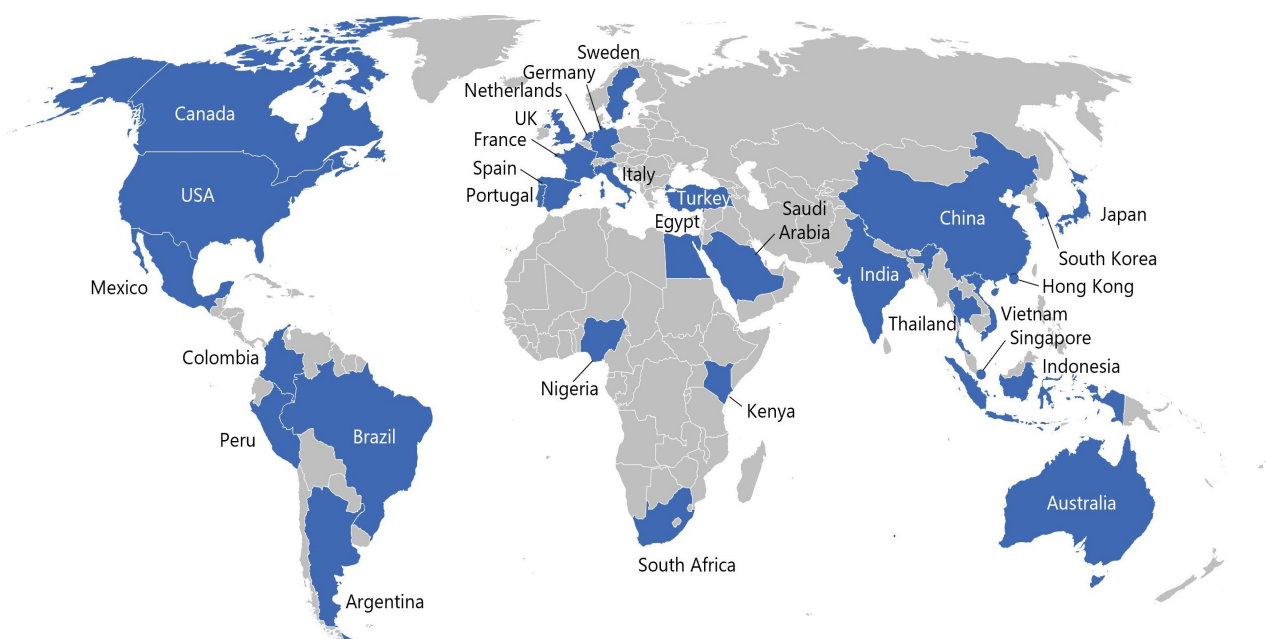 Canada
USA
Mexico
Colombia
Peru
Brazil
Argentina
Sweden
Germany
Netherlands
UK
France
Spain
Portugal
Italy
Turkey
Egypt
Saudi
Arabia
Nigeria
Kenya
South Africa
China
India
Japan
South Korea
Hong Kong
Vietnam
Thailand
Singapore
Indonesia
Australia